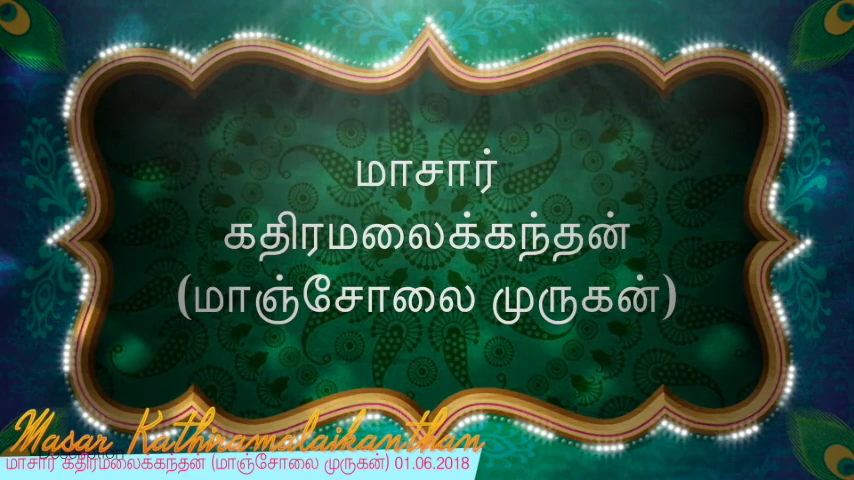 மாசார்
கதிரமலைக்கந்தன்
(மாஞ்சோலை முருகன்)
Masar Kathiramalaikanthan
மாசார் கதிரமலைக்கந்தன் (மாஞ்சோலை முருகன்) 01.06.2018